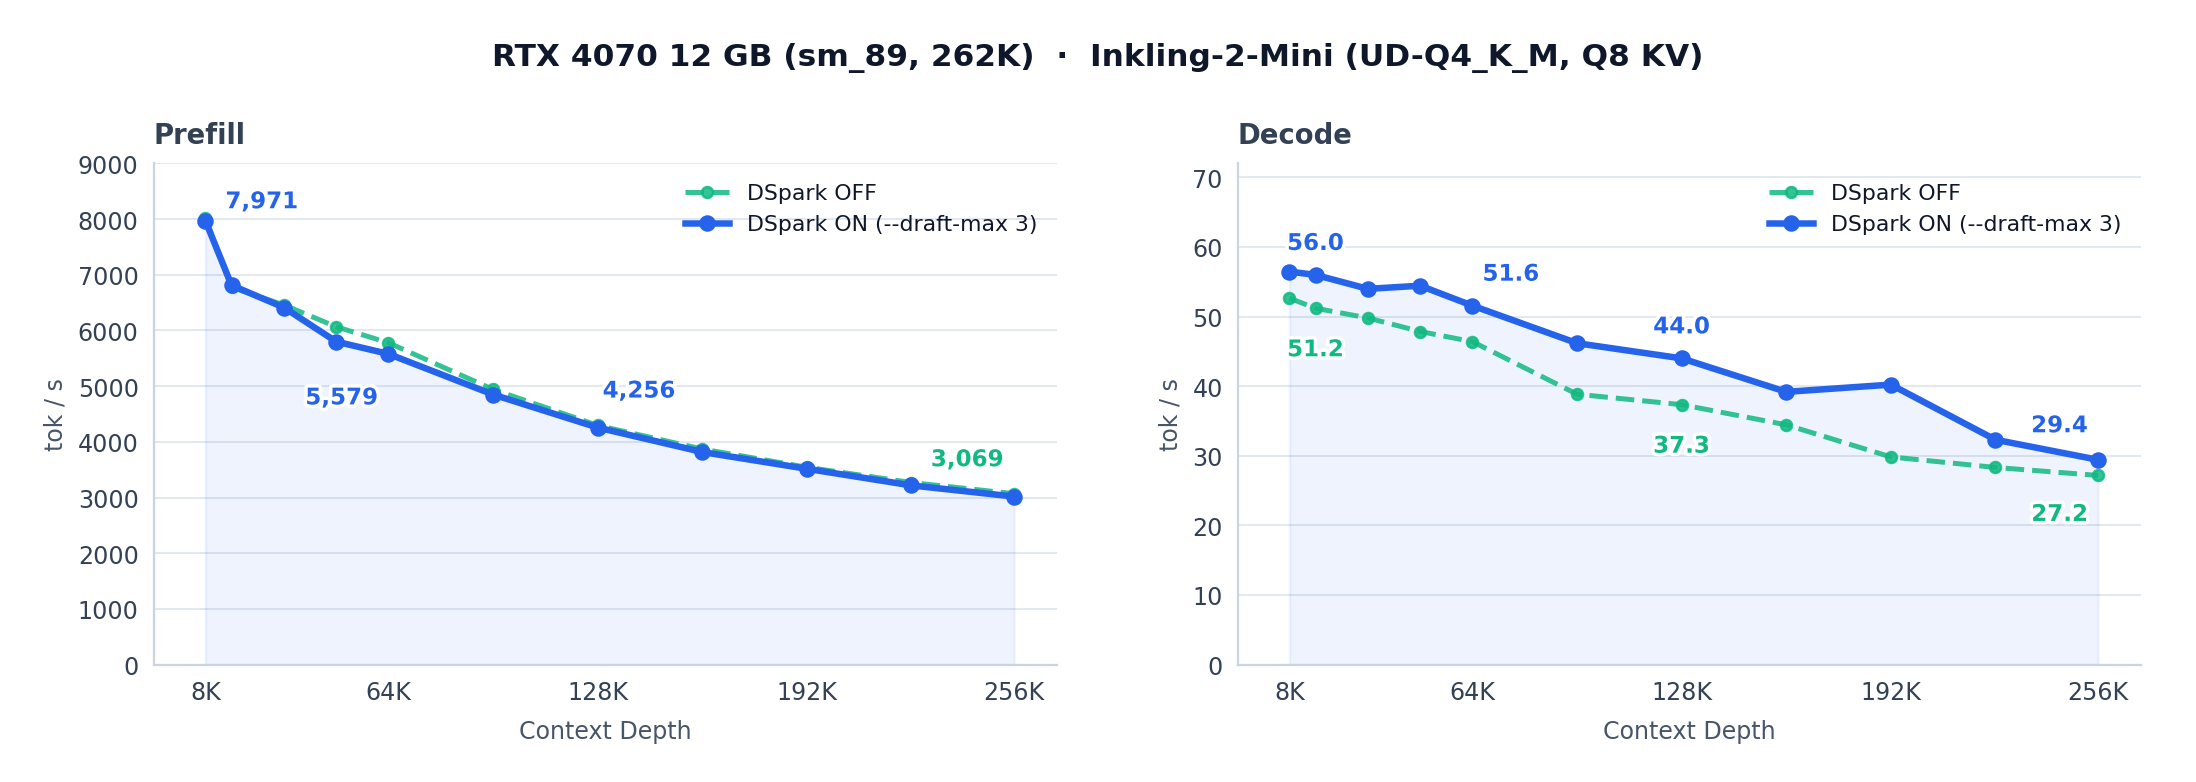 RTX 4070 12 GB (sm_89, 262K) · Inkling-2-Mini (UD-Q4_K_M, Q8 KV)
Prefill
9000
8000
7000
6000
5000
4000
3000
2000
1000
0
tok / s
7,971
5,579
4,256
3,069
DSpark OFF
DSpark ON (--draft-max 3)
8K 64K 128K 192K 256K
Context Depth
Decode
70
60
50
40
30
20
10
0
tok / s
56.0
51.6
44.0
29.4
51.2
37.3
27.2
DSpark OFF
DSpark ON (--draft-max 3)
8K 64K 128K 192K 256K
Context Depth